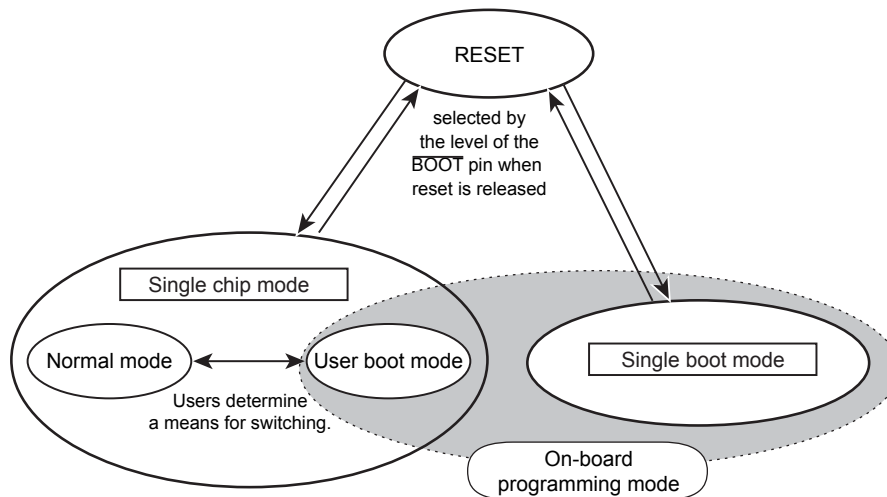 RESET
selected by
the level of the
BOOT pin when
reset is released
Single chip mode
Normal mode
User boot mode
Users determine
a means for switching.
Single boot mode
On-board
programming mode